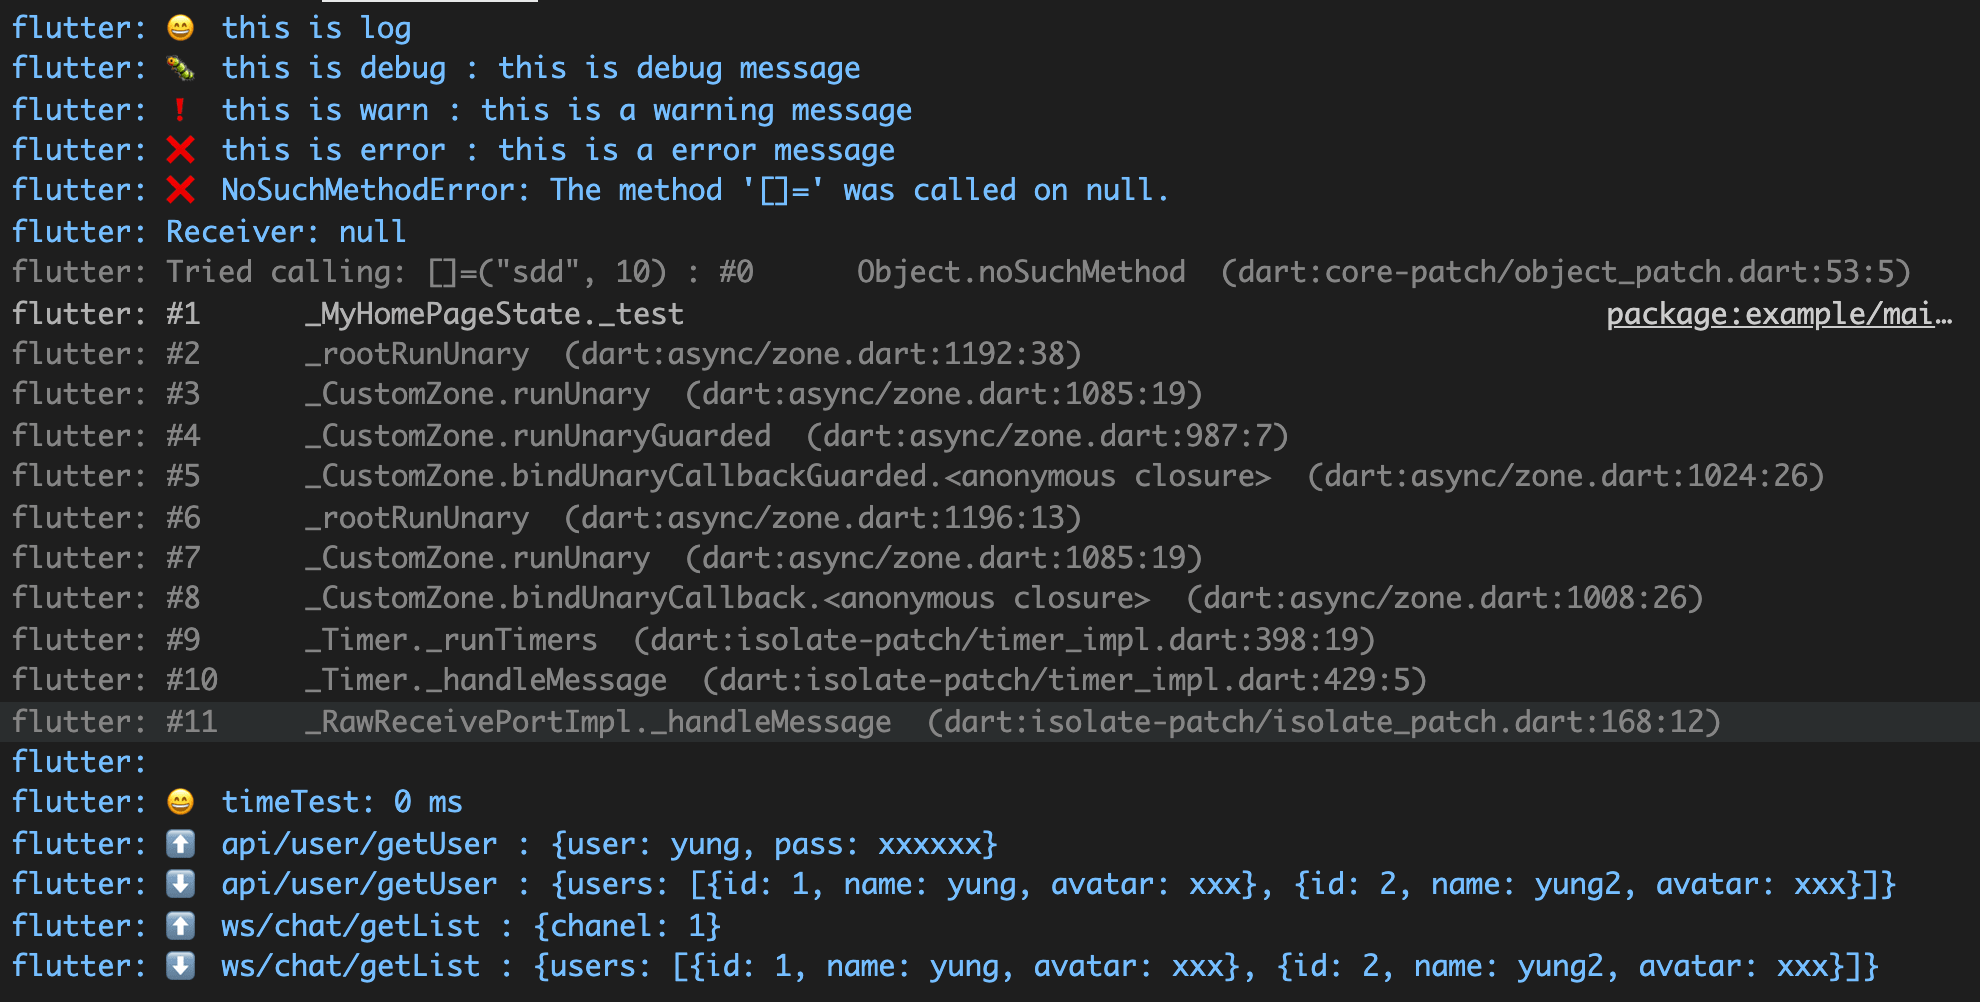 flutter: 😄 this is log
flutter: 🐛 this is debug : this is debug message
flutter: ❗ this is warn : this is a warning message
flutter: ❌ this is error : this is a error message
flutter: ❌ NoSuchMethodError: The method '[]=' was called on null.
flutter: Receiver: null
flutter: Tried calling: []=("sdd", 10) : #0      Object.noSuchMethod  (dart:core-patch/object_patch.dart:53:5)
flutter: #1      _MyHomePageState._test package:example/mai…
flutter: #2      _rootRunUnary  (dart:async/zone.dart:1192:38)
flutter: #3      _CustomZone.runUnary  (dart:async/zone.dart:1085:19)
flutter: #4      _CustomZone.runUnaryGuarded  (dart:async/zone.dart:987:7)
flutter: #5      _CustomZone.bindUnaryCallbackGuarded.<anonymous closure>  (dart:async/zone.dart:1024:26)
flutter: #6      _rootRunUnary  (dart:async/zone.dart:1196:13)
flutter: #7      _CustomZone.runUnary  (dart:async/zone.dart:1085:19)
flutter: #8      _CustomZone.bindUnaryCallback.<anonymous closure>  (dart:async/zone.dart:1008:26)
flutter: #9      _Timer._runTimers  (dart:isolate-patch/timer_impl.dart:398:19)
flutter: #10     _Timer._handleMessage  (dart:isolate-patch/timer_impl.dart:429:5)
flutter: #11     _RawReceivePortImpl._handleMessage  (dart:isolate-patch/isolate_patch.dart:168:12)
flutter:
flutter: 😄 timeTest: 0 ms
flutter: ⬆️ api/user/getUser : {user: yung, pass: xxxxxx}
flutter: ⬇️ api/user/getUser : {users: [{id: 1, name: yung, avatar: xxx}, {id: 2, name: yung2, avatar: xxx}]}
flutter: ⬆️ ws/chat/getList : {chanel: 1}
flutter: ⬇️ ws/chat/getList : {users: [{id: 1, name: yung, avatar: xxx}, {id: 2, name: yung2, avatar: xxx}]}